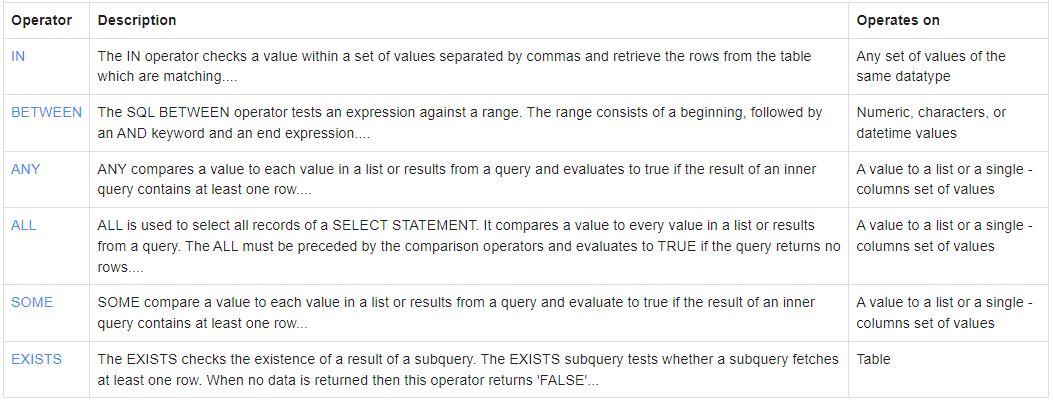 Operator Description Operates on
IN The IN operator checks a value within a set of values separated by commas and retrieve the rows from the table Any set of values of the
which are matching.... same datatype
BETWEEN The SQL BETWEEN operator tests an expression against a range. The range consists of a beginning, followed by Numeric, characters, or
an AND keyword and an end expression.... datetime values
ANY ANY compares a value to each value in a list or results from a query and evaluates to true if the result of an inner A value to a list or a single -
query contains at least one row.... columns set of values
ALL ALL is used to select all records of a SELECT STATEMENT. It compares a value to every value in a list or results A value to a list or a single -
from a query. The ALL must be preceded by the comparison operators and evaluates to TRUE if the query returns no columns set of values
rows....
SOME SOME compare a value to each value in a list or results from a query and evaluate to true if the result of an inner A value to a list or a single -
query contains at least one row... columns set of values
EXISTS The EXISTS checks the existence of a result of a subquery. The EXISTS subquery tests whether a subquery fetches Table
at least one row. When no data is returned then this operator returns 'FALSE'...